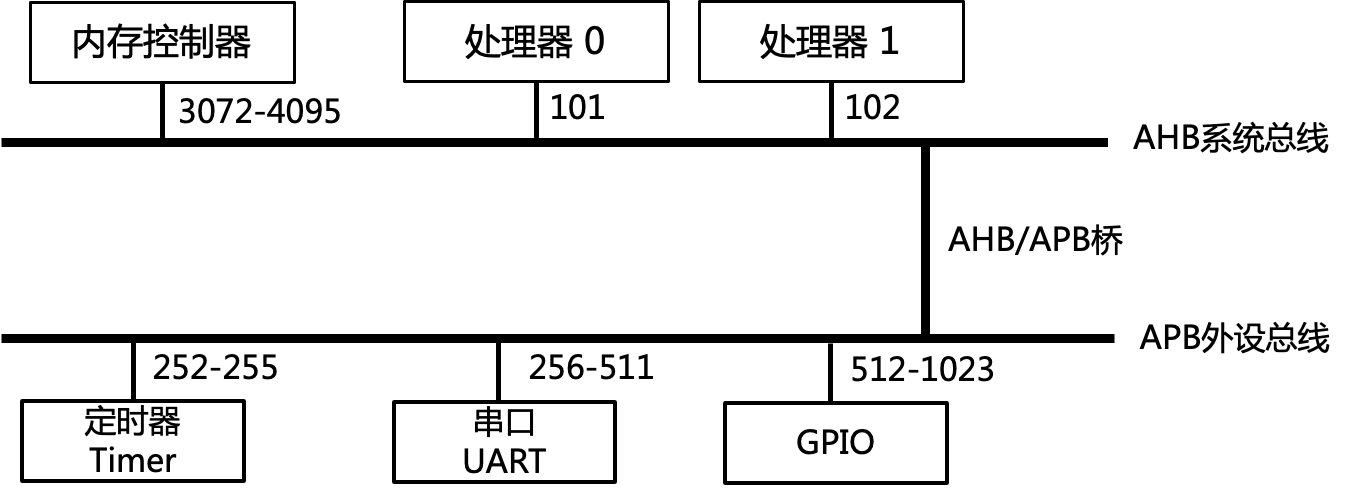 内存控制器
处理器 0
处理器 1
3072-4095
101
102
AHB系统总线
AHB/APB桥
APB外设总线
252-255
256-511
512-1023
定时器
Timer
串口
UART
GPIO